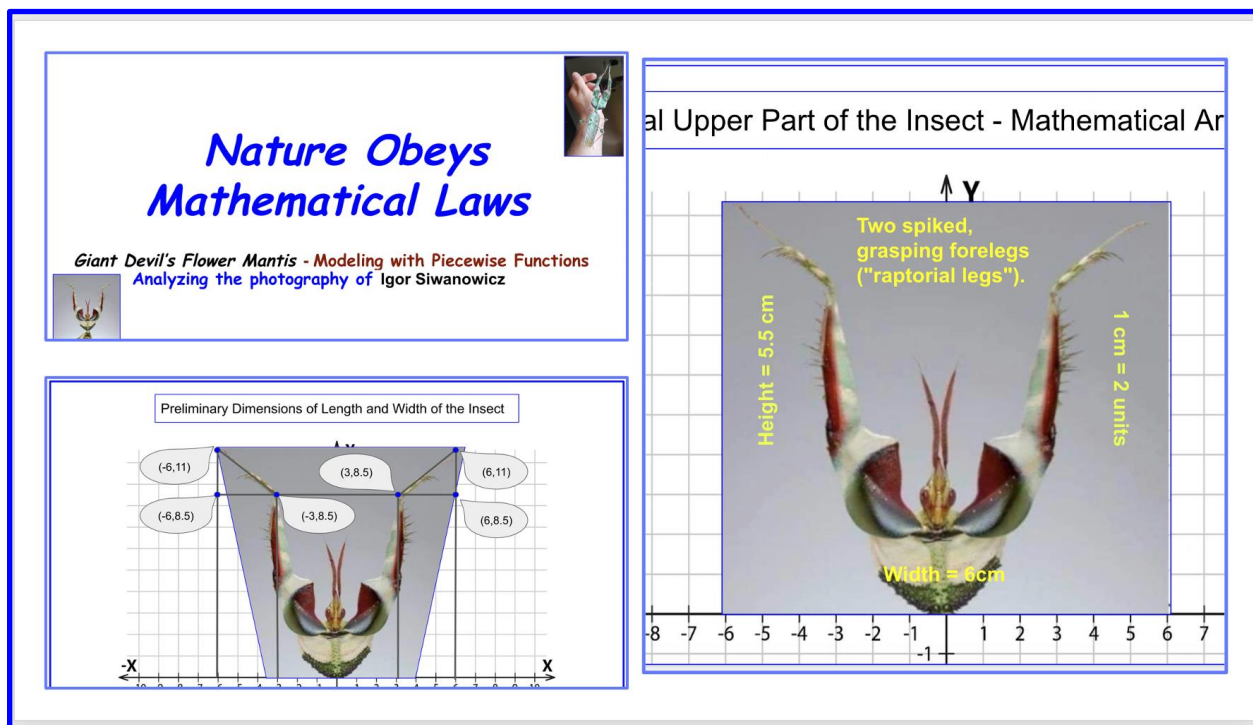 Nature Obeys
Mathematical Laws
Giant Devil's Flower Mantis - Modeling with Piecewise Functions
Analyzing the photography of Igor Siwanowicz
Preliminary Dimensions of Length and Width of the Insect
(-6,11)
(3,8.5)
(6,11)
(-6,8.5)
(-3,8.5)
(6,8.5)
-X
X
al Upper Part of the Insect - Mathematical Ar
Y
Two spiked,
grasping forelegs
("raptorial legs").
Height = 5.5 cm
1 cm = 2 units
Width = 6cm
-8 -7 -6 -5 -4 -3 -2 -1 1 2 3 4 5 6 7
-1